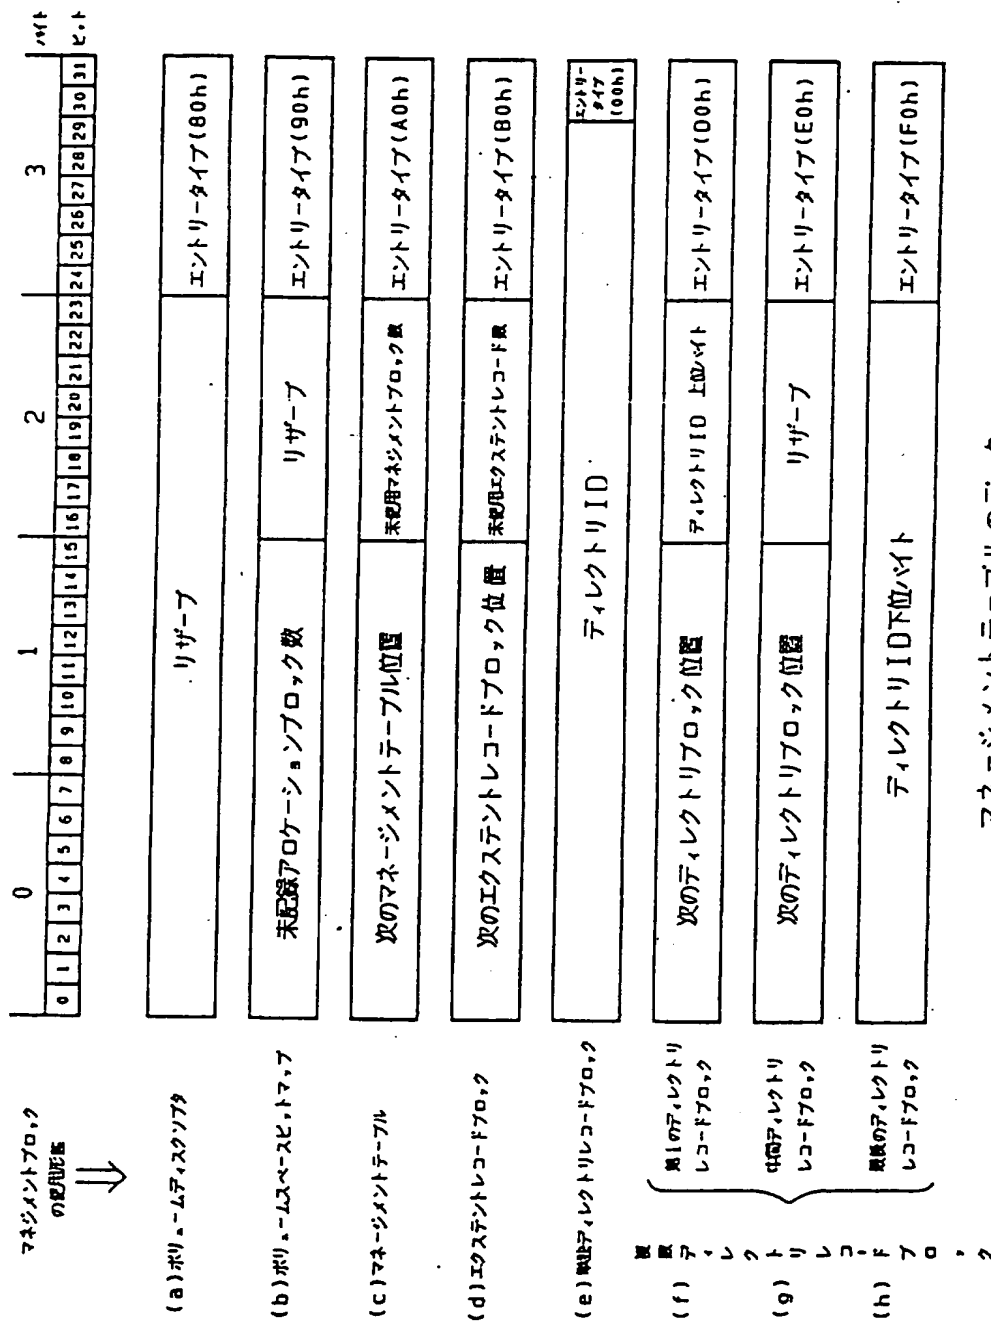 バイト 0 1 2 3
ビット 0 1 2 3 4 5 6 7 8 9 10 11 12 13 14 15 16 17 18 19 20 21 22 23 24 25 26 27 28 29 30 31
マネジメントブロック
の使用形態
(a)ボリュームディスクリプタ
リザーブ
エントリータイプ(80h)
(b)ボリュームスペースビットマップ
未記録アロケーションブロック数
リザーブ
エントリータイプ(90h)
(c)マネージメントテーブル
次のマネージメントテーブル位置
未使用マネジメントブロック数
エントリータイプ(A0h)
(d)エクステントレコードブロック
次のエクステントレコードブロック位置
未使用エクステントレコード数
エントリータイプ(B0h)
(e)単独ディレクトリレコードブロック
ディレクトリID
エントリー
タイプ
(00h)
複数ディレクトリレコードブロック
(f)
第1のディレクトリ
レコードブロック
次のディレクトリブロック位置
ディレクトリID 上位バイト
エントリータイプ(D0h)
(g)
中間ディレクトリ
レコードブロック
次のディレクトリブロック位置
リザーブ
エントリータイプ(E0h)
(h)
最後のディレクトリ
レコードブロック
ディレクトリID下位バイト
エントリータイプ(F0h)